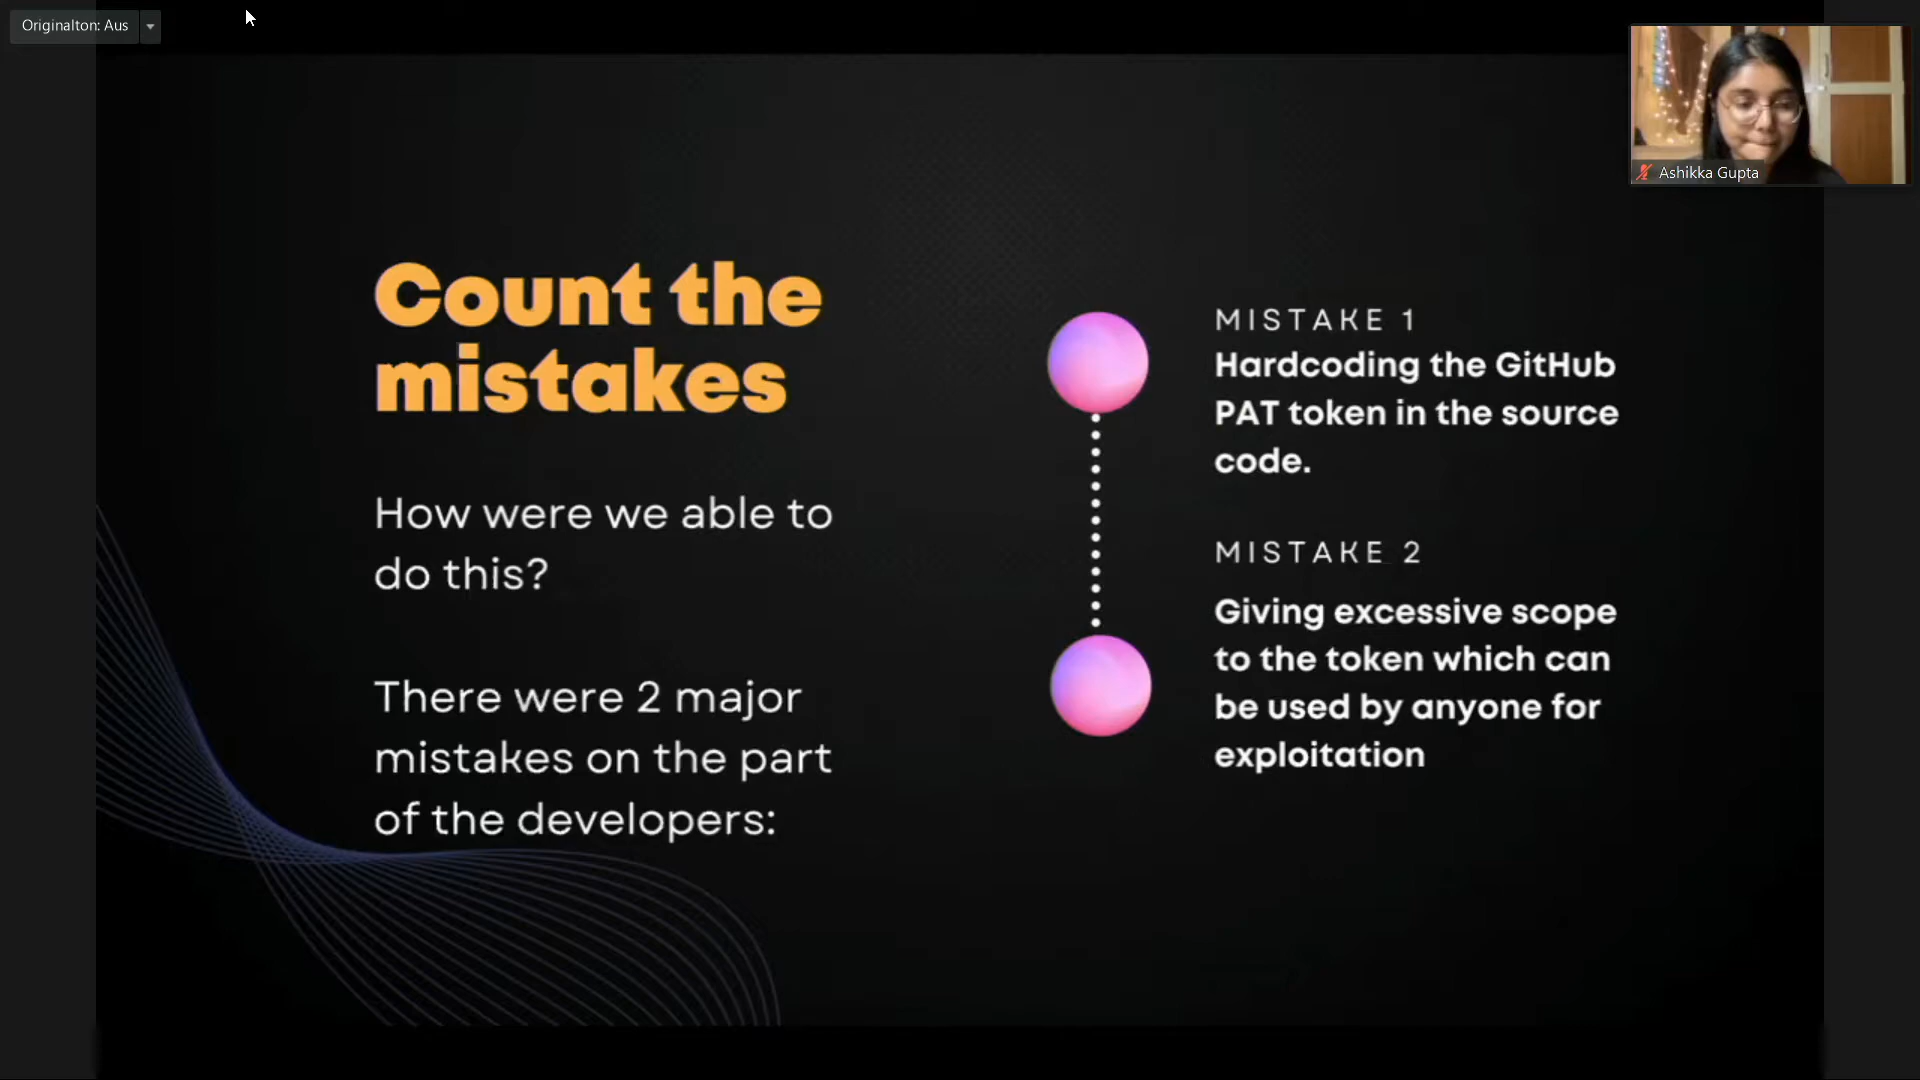 Originalton: Aus
Ashikka Gupta
Count the
mistakes
How were we able to
do this?
There were 2 major
mistakes on the part
of the developers:
MISTAKE 1
Hardcoding the GitHub
PAT token in the source
code.
MISTAKE 2
Giving excessive scope
to the token which can
be used by anyone for
exploitation